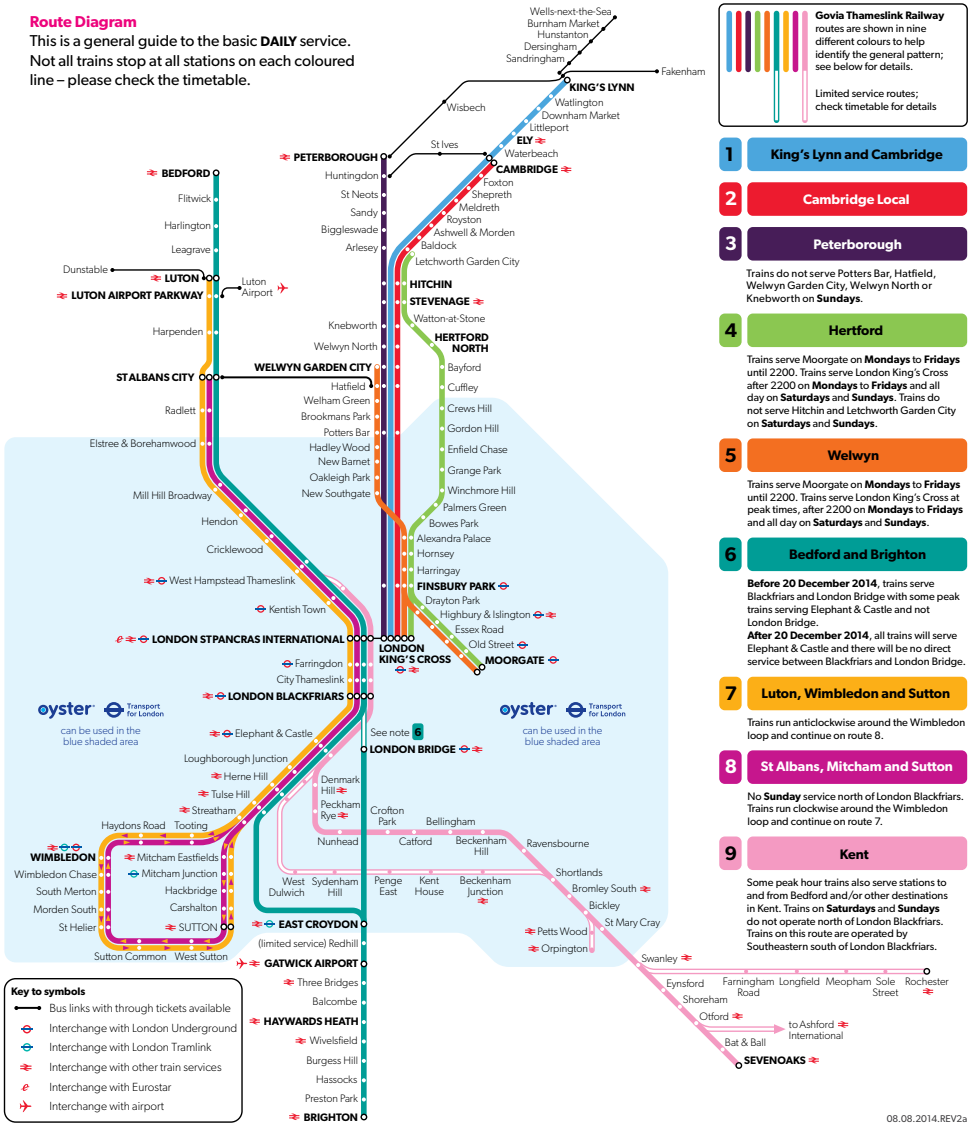 Route Diagram
This is a general guide to the basic DAILY service.
Not all trains stop at all stations on each coloured
line – please check the timetable.
Wells-next-the-Sea
Burnham Market
Hunstanton
Dersingham
Sandringham
Fakenham
KING'S LYNN
Wisbech
Watlington
Downham Market
Littleport
ELY
Waterbeach
St Ives
CAMBRIDGE
Foxton
Shepreth
Meldreth
Royston
Ashwell & Morden
Baldock
Letchworth Garden City
PETERBOROUGH
Huntingdon
St Neots
Sandy
Biggleswade
Arlesey
HITCHIN
STEVENAGE
Watton-at-Stone
Knebworth
HERTFORD
NORTH
Welwyn North
WELWYN GARDEN CITY
Bayford
Hatfield
Cuffley
Welham Green
Brookmans Park
Crews Hill
Potters Bar
Gordon Hill
Hadley Wood
Enfield Chase
New Barnet
Oakleigh Park
Grange Park
New Southgate
Winchmore Hill
Palmers Green
Bowes Park
Alexandra Palace
Hornsey
Harringay
FINSBURY PARK
Drayton Park
Highbury & Islington
Essex Road
Old Street
MOORGATE
LONDON
KING'S CROSS
BEDFORD
Flitwick
Harlington
Leagrave
Dunstable
LUTON
Luton
Airport
LUTON AIRPORT PARKWAY
Harpenden
ST ALBANS CITY
Radlett
Elstree & Borehamwood
Mill Hill Broadway
Hendon
Cricklewood
West Hampstead Thameslink
Kentish Town
LONDON ST PANCRAS INTERNATIONAL
Farringdon
City Thameslink
LONDON BLACKFRIARS
oyster
Transport
for London
can be used in the
blue shaded area
oyster
Transport
for London
can be used in the
blue shaded area
See note 6
Elephant & Castle
LONDON BRIDGE
Loughborough Junction
Herne Hill
Tulse Hill
Streatham
Denmark
Hill
Peckham
Rye
Haydons Road
Tooting
Crofton
Park
Bellingham
Nunhead
Catford
Beckenham
Hill
Ravensbourne
WIMBLEDON
Mitcham Eastfields
Wimbledon Chase
Mitcham Junction
South Merton
Hackbridge
Morden South
Carshalton
St Helier
SUTTON
Sutton Common
West Sutton
West
Dulwich
Sydenham
Hill
Penge
East
Kent
House
Beckenham
Junction
Shortlands
Bromley South
Bickley
St Mary Cray
Petts Wood
Orpington
Swanley
EAST CROYDON
(limited service) Redhill
GATWICK AIRPORT
Three Bridges
Balcombe
HAYWARDS HEATH
Wivelsfield
Burgess Hill
Hassocks
Preston Park
BRIGHTON
Eynsford
Shoreham
Otford
Bat & Ball
SEVENOAKS
Farningham
Road
Longfield
Meopham
Sole
Street
Rochester
to Ashford
International
Key to symbols
Bus links with through tickets available
Interchange with London Underground
Interchange with London Tramlink
Interchange with other train services
Interchange with Eurostar
Interchange with airport
Govia Thameslink Railway
routes are shown in nine
different colours to help
identify the general pattern;
see below for details.
Limited service routes;
check timetable for details
1 King's Lynn and Cambridge
2 Cambridge Local
3 Peterborough
Trains do not serve Potters Bar, Hatfield,
Welwyn Garden City, Welwyn North or
Knebworth on Sundays.
4 Hertford
Trains serve Moorgate on Mondays to Fridays
until 2200. Trains serve London King's Cross
after 2200 on Mondays to Fridays and all
day on Saturdays and Sundays. Trains do
not serve Hitchin and Letchworth Garden City
on Saturdays and Sundays.
5 Welwyn
Trains serve Moorgate on Mondays to Fridays
until 2200. Trains serve London King's Cross at
peak times, after 2200 on Mondays to Fridays
and all day on Saturdays and Sundays.
6 Bedford and Brighton
Before 20 December 2014, trains serve
Blackfriars and London Bridge with some peak
trains serving Elephant & Castle and not
London Bridge.
After 20 December 2014, all trains will serve
Elephant & Castle and there will be no direct
service between Blackfriars and London Bridge.
7 Luton, Wimbledon and Sutton
Trains run anticlockwise around the Wimbledon
loop and continue on route 8.
8 St Albans, Mitcham and Sutton
No Sunday service north of London Blackfriars.
Trains run clockwise around the Wimbledon
loop and continue on route 7.
9 Kent
Some peak hour trains also serve stations to
and from Bedford and/or other destinations
in Kent. Trains on Saturdays and Sundays
do not operate north of London Blackfriars.
Trains on this route are operated by
Southeastern south of London Blackfriars.
08.08.2014.REV2a